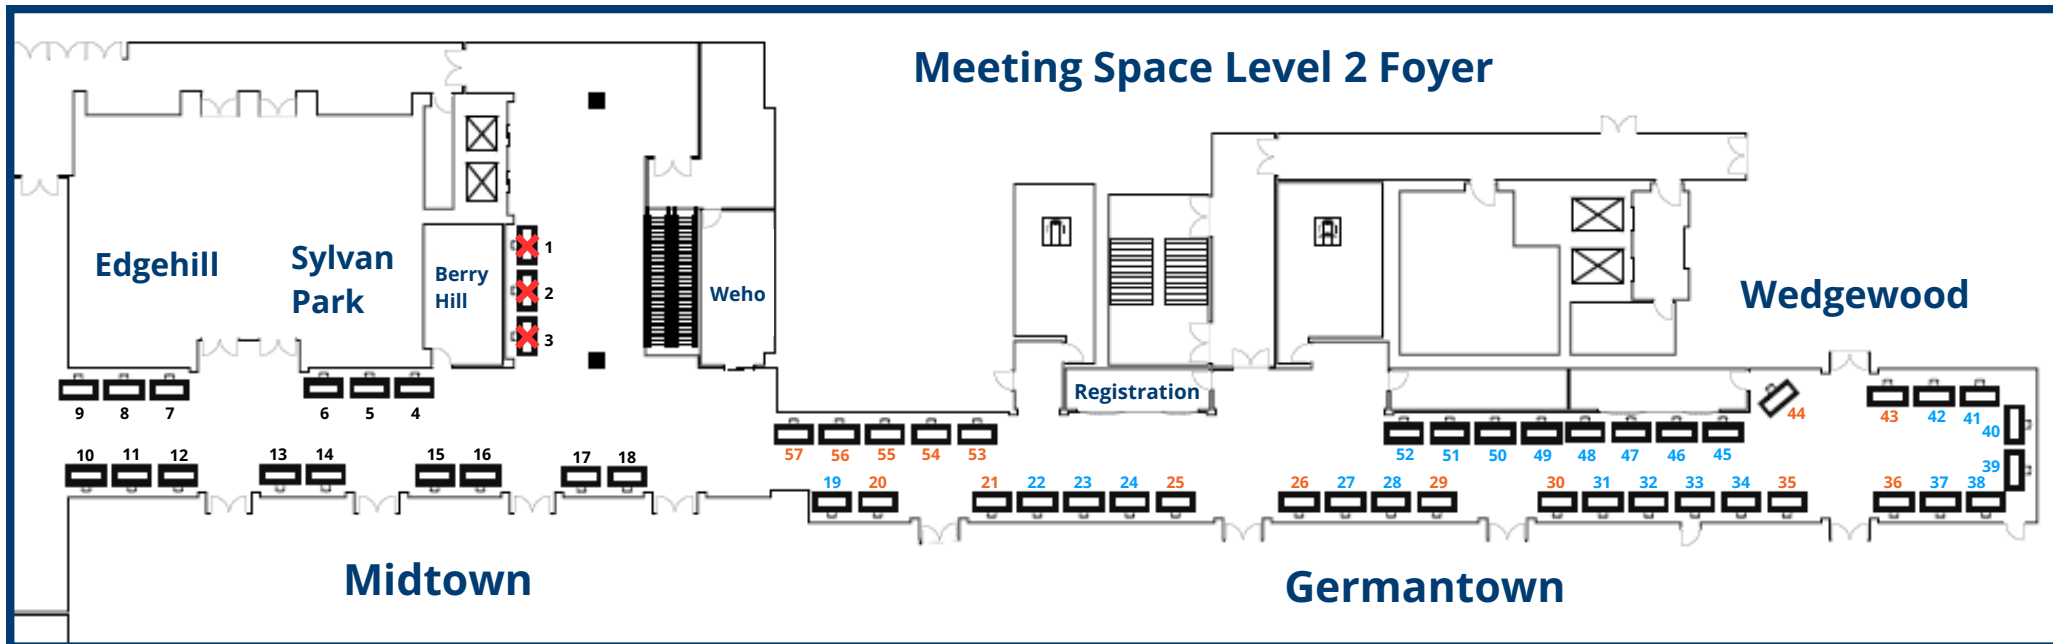 Meeting Space Level 2 Foyer
Edgehill
Sylvan
Park
Berry
Hill
1
2
3
Weho
Wedgewood
Registration
9 8 7
6 5 4
44
43 42 41
40
39
57 56 55 54 53
52 51 50 49 48 47 46 45
10 11 12
13 14
15 16
17 18
19 20
21 22 23 24 25
26 27 28 29
30 31 32 33 34 35
36 37 38
Midtown
Germantown